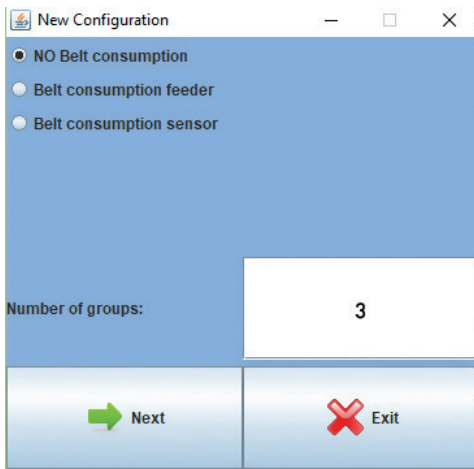 New Configuration
NO Belt consumption
Belt consumption feeder
Belt consumption sensor
Number of groups:
3
Next
Exit